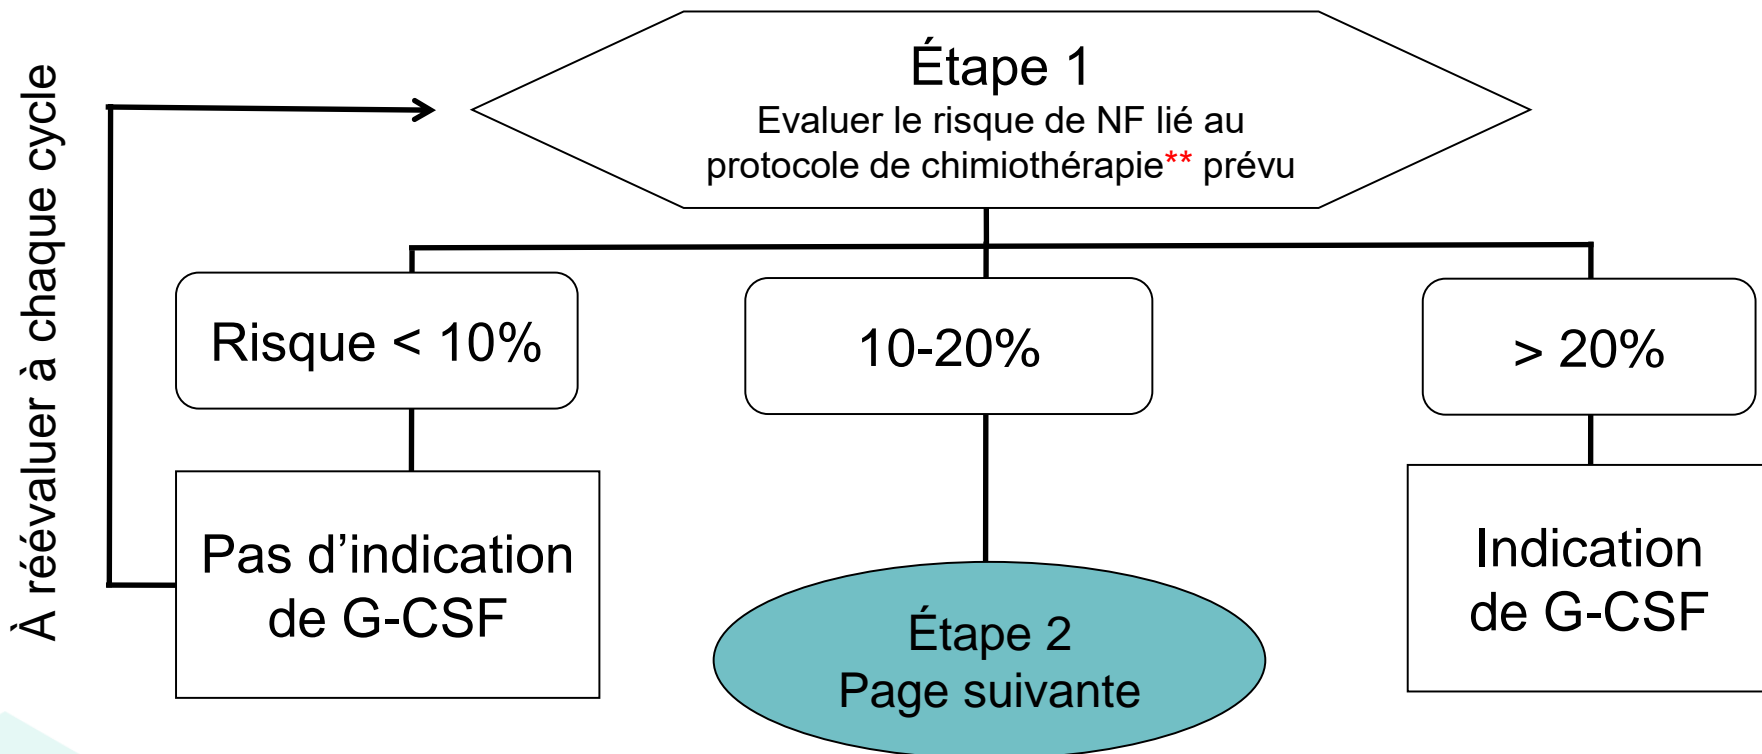 À réévaluer à chaque cycle
Étape 1
Evaluer le risque de NF lié au
protocole de chimiothérapie** prévu
Risque < 10%
10-20%
> 20%
Pas d’indication
de G-CSF
Étape 2
Page suivante
Indication
de G-CSF